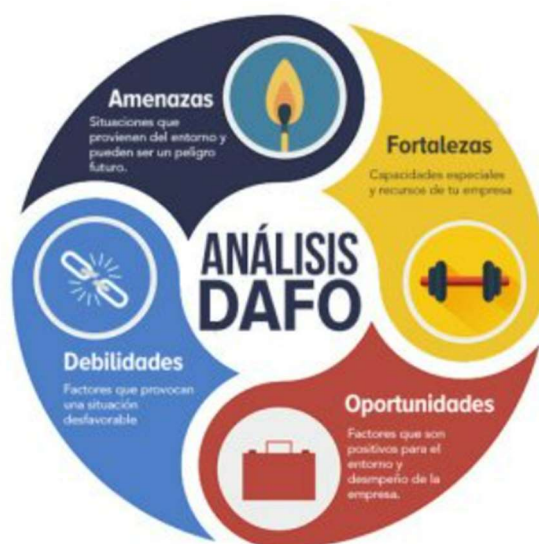 Amenazas
Situaciones que
provienen del entorno y
pueden ser un peligro
futuro.
Fortalezas
Capacidades especiales
y recursos de tu empresa
ANÁLISIS
DAFO
Debilidades
Factores que provocan
una situación
desfavorable
Oportunidades
Factores que son
positivos para el
entorno y
desmpeño de la
empresa.